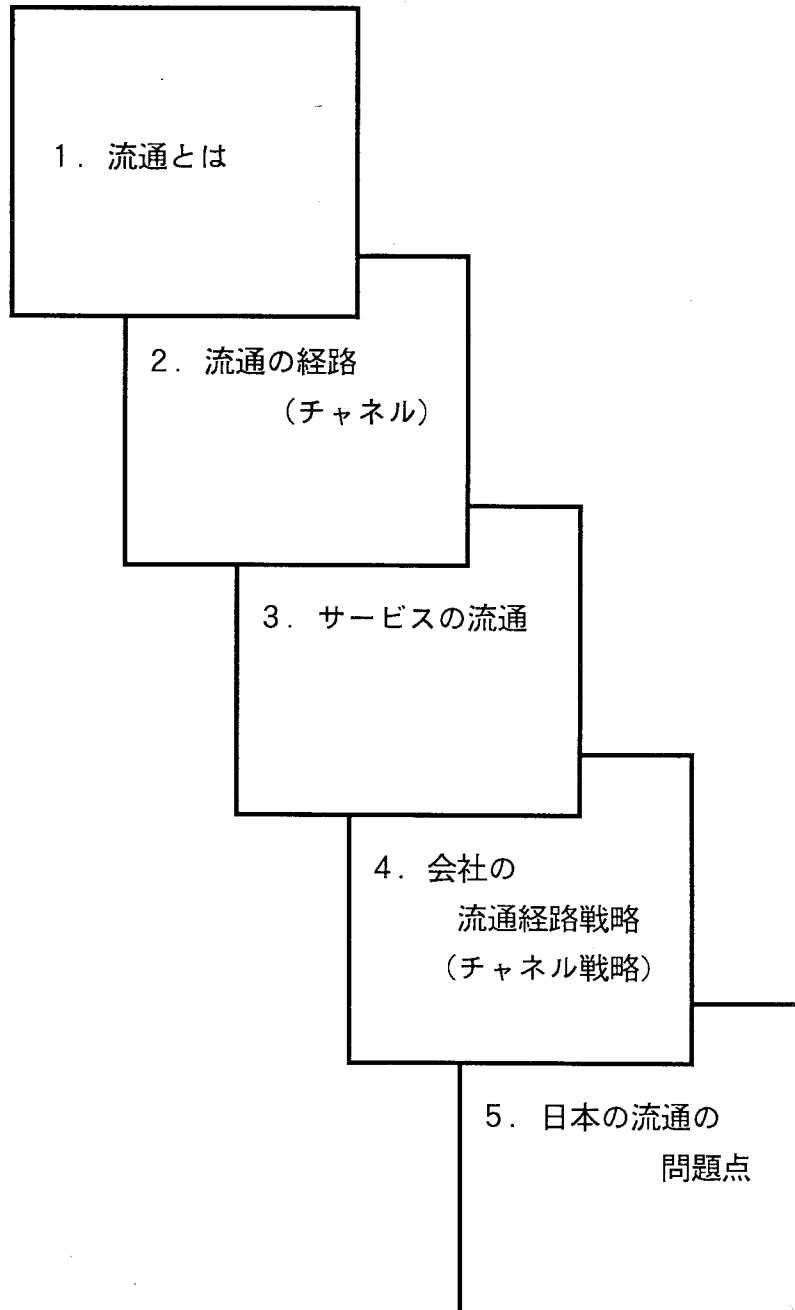 1. 流通とは
2. 流通の経路
(チャネル)
3. サービスの流通
4. 会社の
流通経路戦略
(チャネル戦略)
5. 日本の流通の
問題点